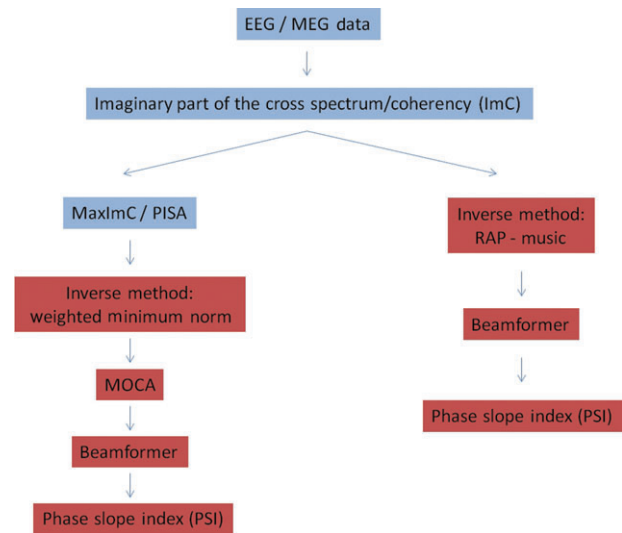 EEG / MEG data
Imaginary part of the cross spectrum/coherency (ImC)
MaxImC / PISA
Inverse method:
weighted minimum norm
MOCA
Beamformer
Phase slope index (PSI)
Inverse method:
RAP - music
Beamformer
Phase slope index (PSI)